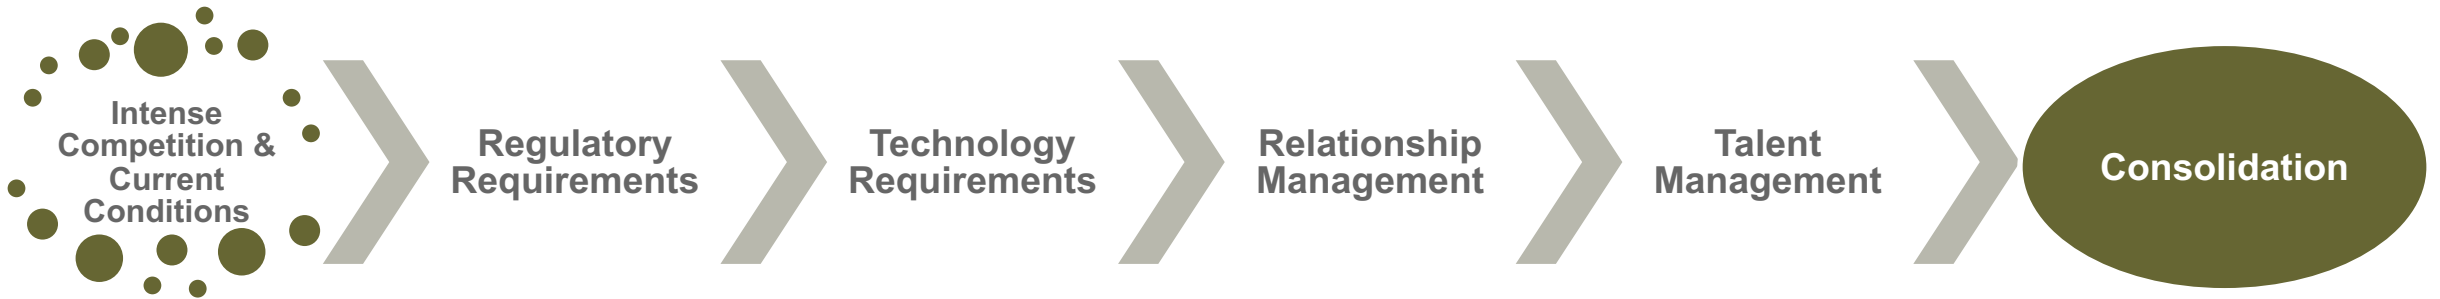 Intense
Competition &
Current
Conditions
Regulatory
Requirements
Technology
Requirements
Relationship
Management
Talent
Management
Consolidation